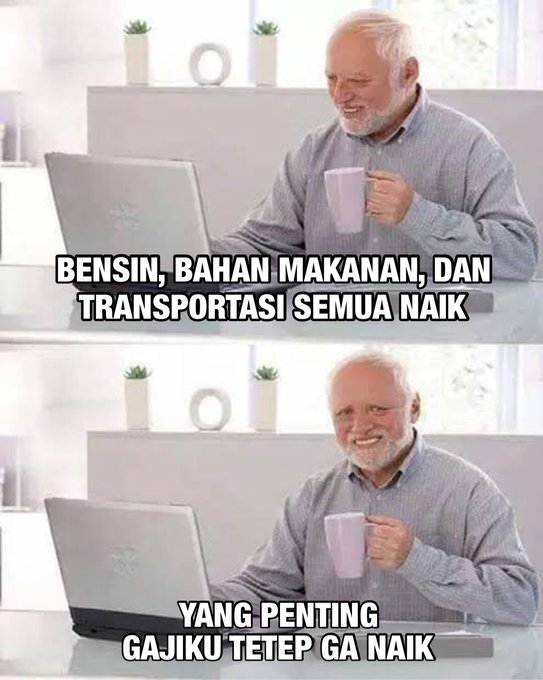 BENSIN, BAHAN MAKANAN, DAN
TRANSPORTASI SEMUA NAIK
YANG PENTING
GAJIKU TETEP GA NAIK